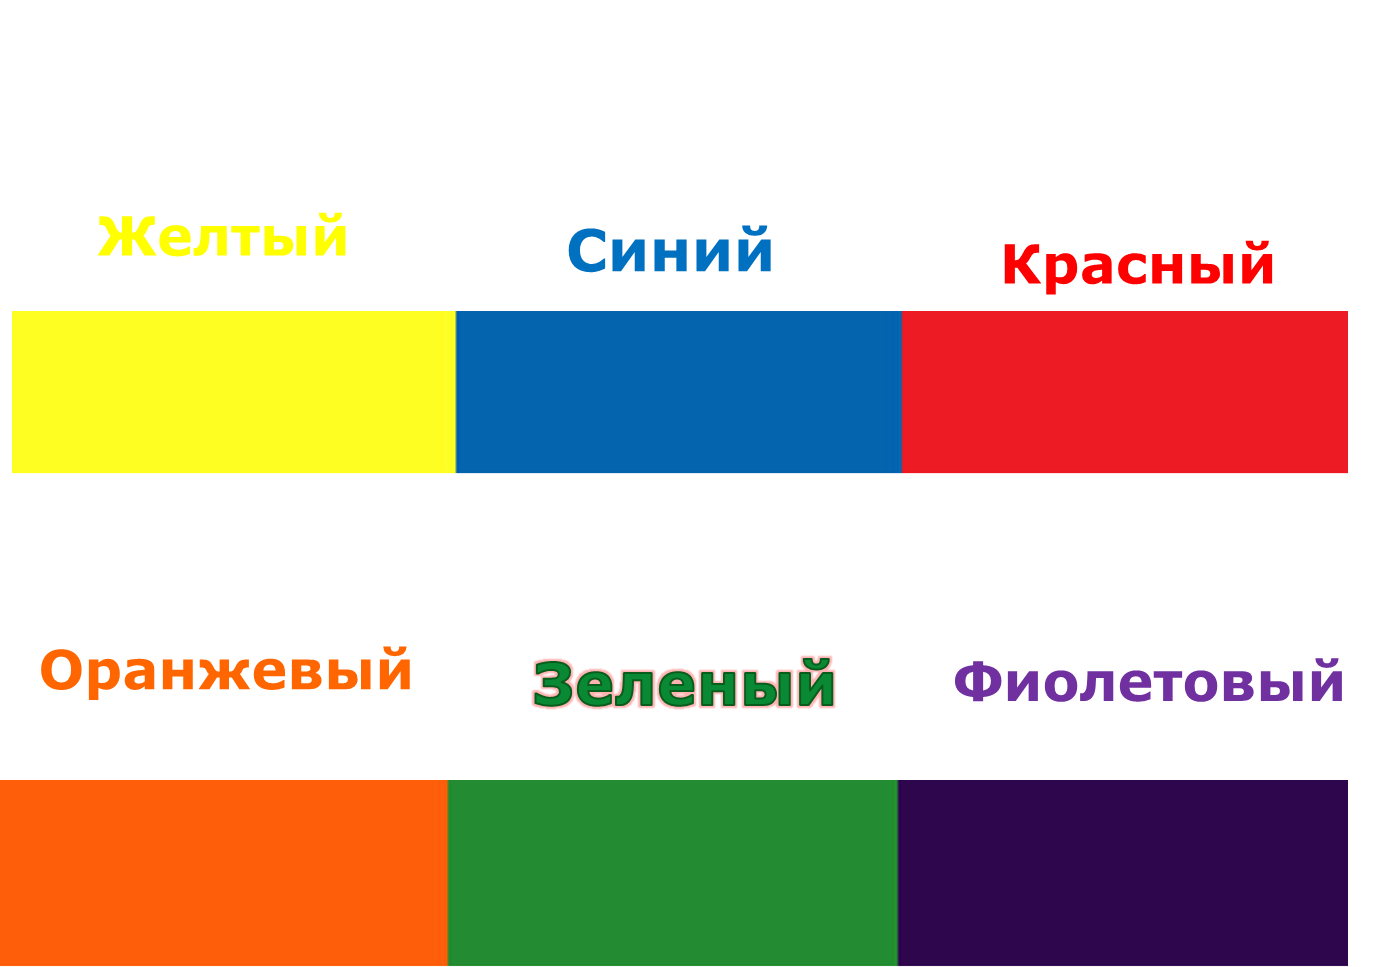 Желтый
Синий
Красный
Оранжевый
Зеленый
Фиолетовый